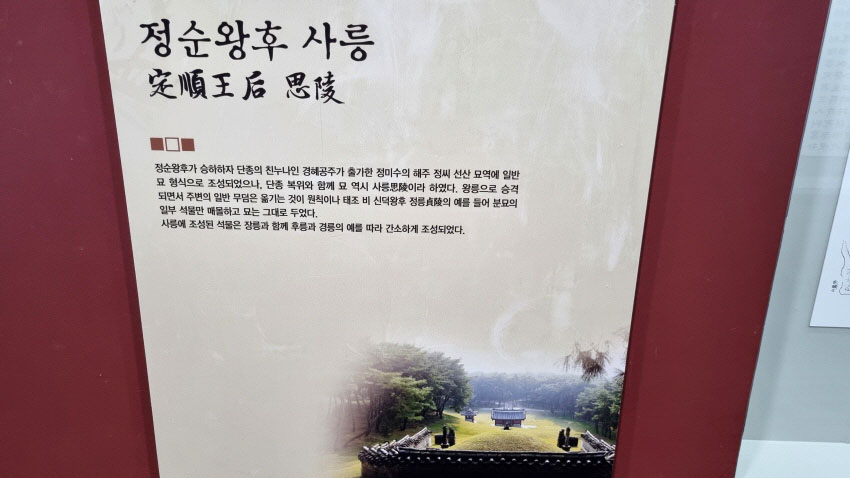 정순왕후 사릉
定順王后 思陵
정순왕후가 승하하자 단종의 친누나인 경혜공주가 출가한 정미수의 해주 정씨 선산 묘역에 일반
묘 형식으로 조성되었으나, 단종 복위와 함께 묘 역시 사릉思陵이라 하였다. 왕릉으로 승격
되면서 주변의 일반 무덤은 옮기는 것이 원칙이나 태조 비 신덕왕후 정릉貞陵의 예를 들어 분묘의
일부 석물만 매몰하고 묘는 그대로 두었다.
사릉에 조성된 석물은 장릉과 함께 후릉과 경릉의 예를 따라 간소하게 조성되었다.